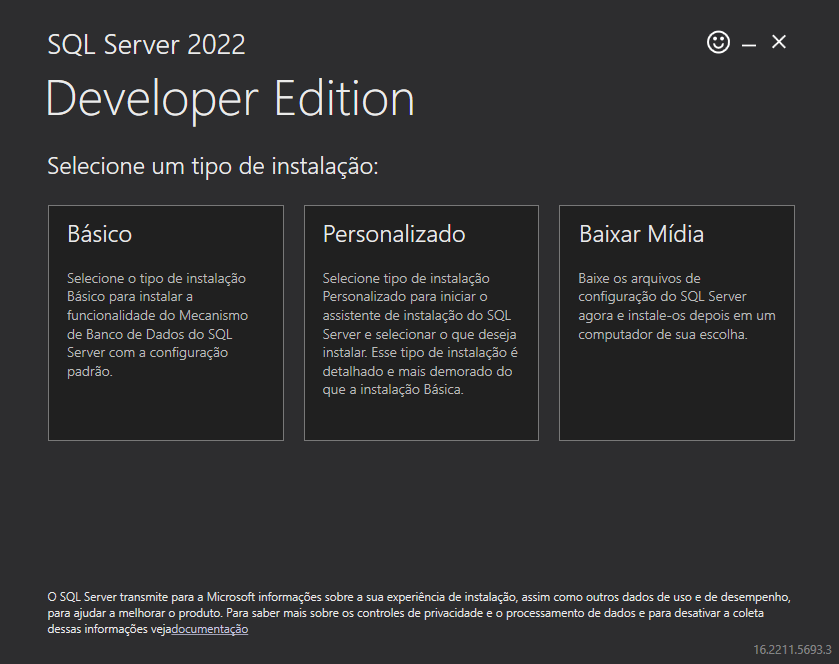 SQL Server 2022
Developer Edition
Selecione um tipo de instalação:
Básico
Selecione o tipo de instalação
Básico para instalar a
funcionalidade do Mecanismo
de Banco de Dados do SQL
Server com a configuração
padrão.
Personalizado
Selecione tipo de instalação
Personalizado para iniciar o
assistente de instalação do SQL
Server e selecionar o que deseja
instalar. Esse tipo de instalação é
detalhado e mais demorado do
que a instalação Básica.
Baixar Mídia
Baixe os arquivos de
configuração do SQL Server
agora e instale-os depois em um
computador de sua escolha.
O SQL Server transmite para a Microsoft informações sobre a sua experiência de instalação, assim como outros dados de uso e de desempenho,
para ajudar a melhorar o produto. Para saber mais sobre os controles de privacidade e o processamento de dados e para desativar a coleta
dessas informações vejadocumentação
16.2211.5693.3